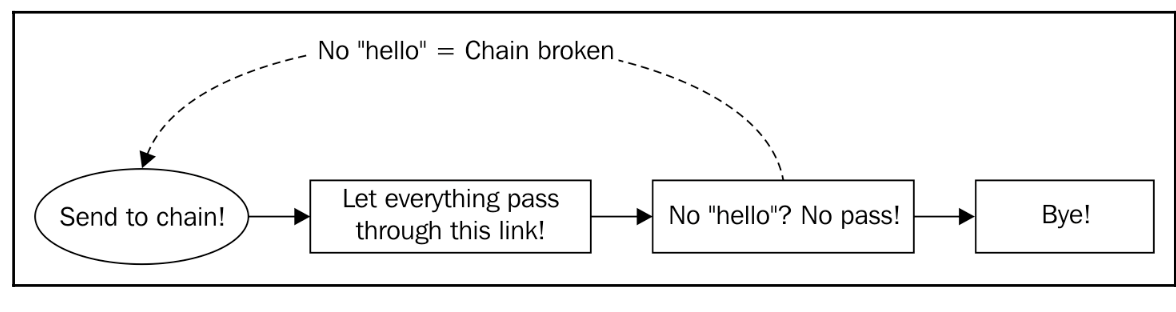 No "hello" = Chain broken
Send to chain!
Let everything pass
through this link!
No "hello"? No pass!
Bye!